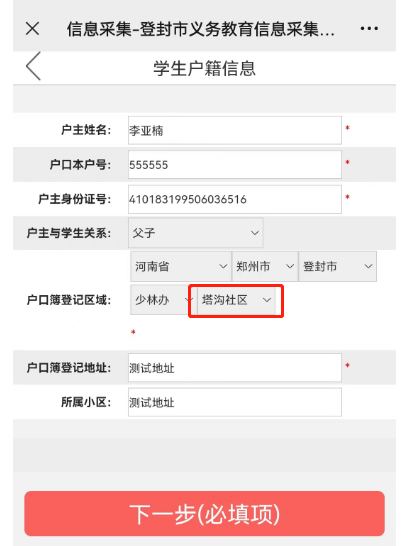 信息采集-登封市义务教育信息采集...
学生户籍信息
户主姓名: 李亚楠 *
户口本户号: 555555 *
户主身份证号: 410183199506036516 *
户主与学生关系: 父子
河南省 郑州市 登封市
户口簿登记区域: 少林办 塔沟社区
*
户口簿登记地址: 测试地址 *
所属小区: 测试地址
下一步(必填项)